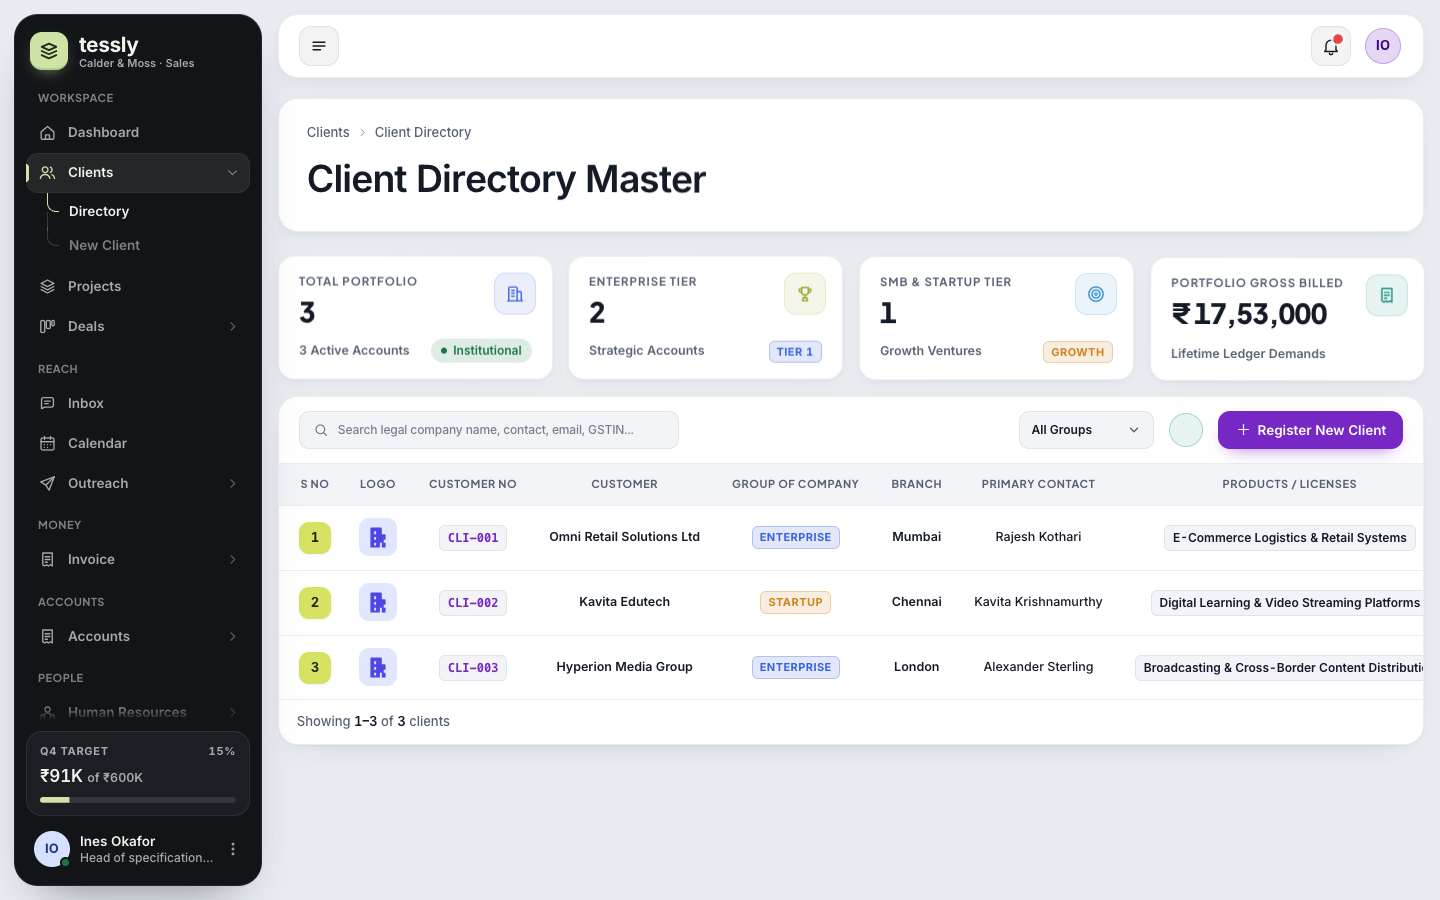 tessly
Calder & Moss · Sales
WORKSPACE
Dashboard
Clients
Directory
New Client
Projects
Deals
REACH
Inbox
Calendar
Outreach
MONEY
Invoice
ACCOUNTS
Accounts
PEOPLE
Human Resources
Q4 TARGET 15%
₹91K of ₹600K
IO Ines Okafor
Head of specification...
IO
Clients > Client Directory
Client Directory Master
TOTAL PORTFOLIO
3
3 Active Accounts Institutional
ENTERPRISE TIER
2
Strategic Accounts TIER 1
SMB & STARTUP TIER
1
Growth Ventures GROWTH
PORTFOLIO GROSS BILLED
₹17,53,000
Lifetime Ledger Demands
Search legal company name, contact, email, GSTIN... All Groups + Register New Client
S NO LOGO CUSTOMER NO CUSTOMER GROUP OF COMPANY BRANCH PRIMARY CONTACT PRODUCTS / LICENSES
1 CLI-001 Omni Retail Solutions Ltd ENTERPRISE Mumbai Rajesh Kothari E-Commerce Logistics & Retail Systems
2 CLI-002 Kavita Edutech STARTUP Chennai Kavita Krishnamurthy Digital Learning & Video Streaming Platforms
3 CLI-003 Hyperion Media Group ENTERPRISE London Alexander Sterling Broadcasting & Cross-Border Content Distributi
Showing 1–3 of 3 clients